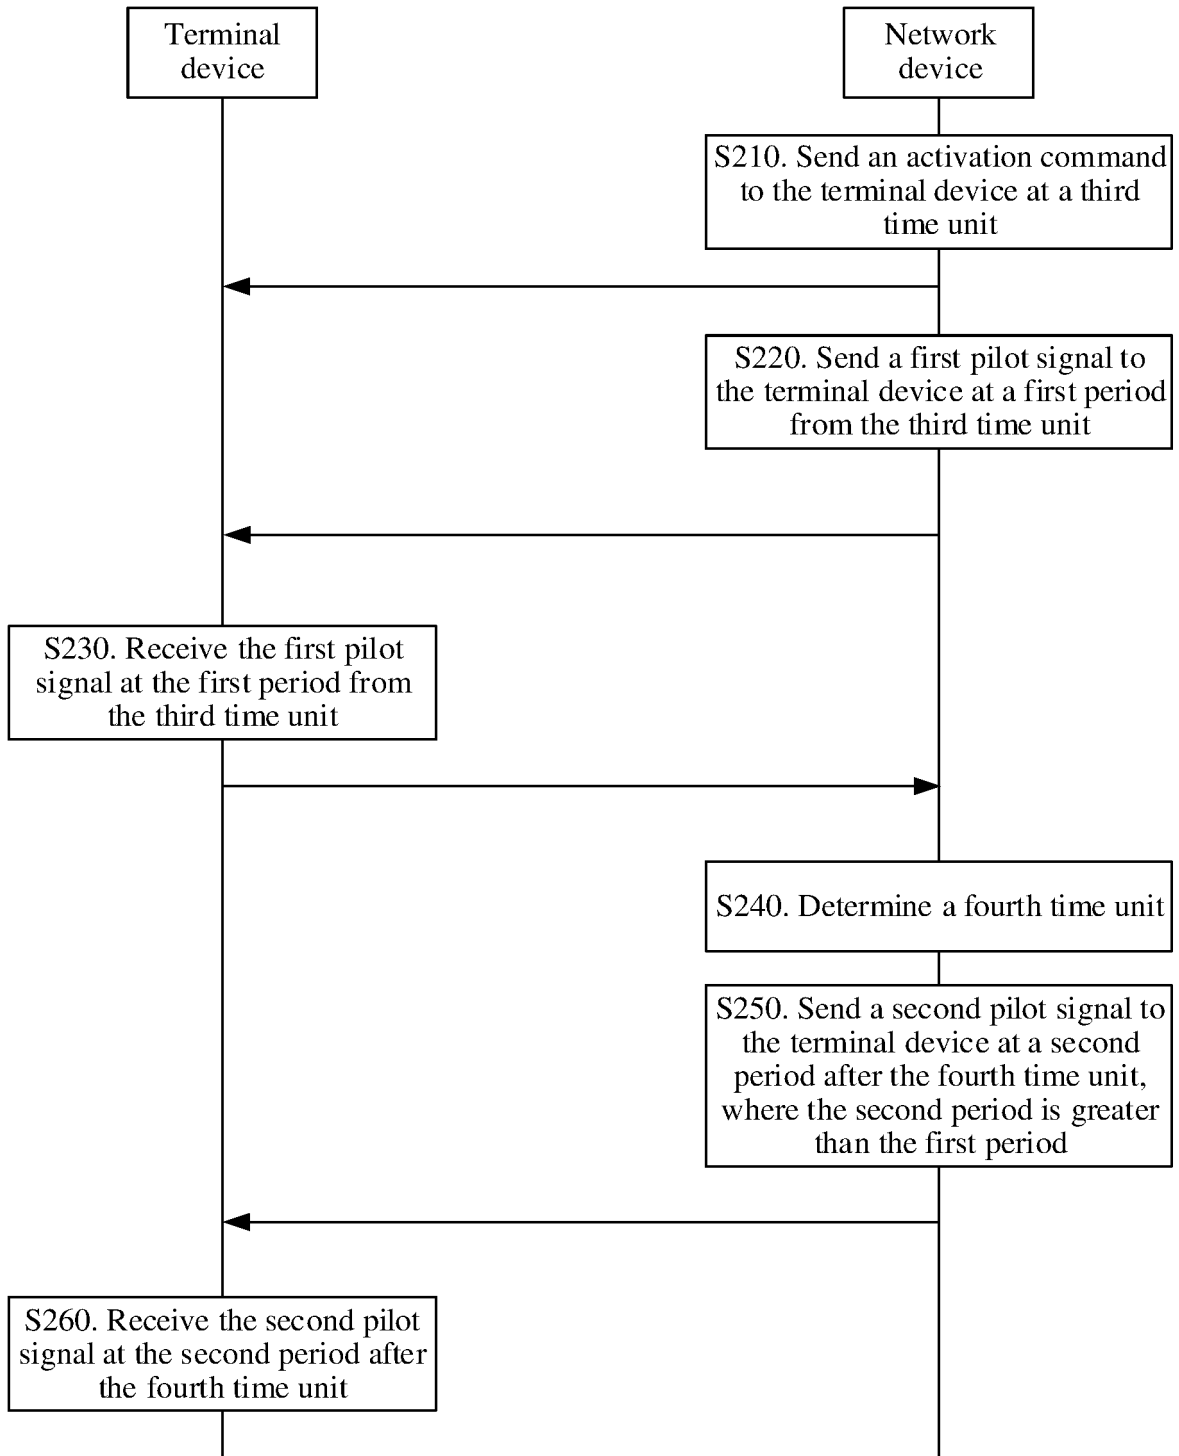 Terminal
device
Network
device
S210. Send an activation command
to the terminal device at a third
time unit
S220. Send a first pilot signal to
the terminal device at a first period
from the third time unit
S230. Receive the first pilot
signal at the first period from
the third time unit
S240. Determine a fourth time unit
S250. Send a second pilot signal to
the terminal device at a second
period after the fourth time unit,
where the second period is greater
than the first period
S260. Receive the second pilot
signal at the second period after
the fourth time unit